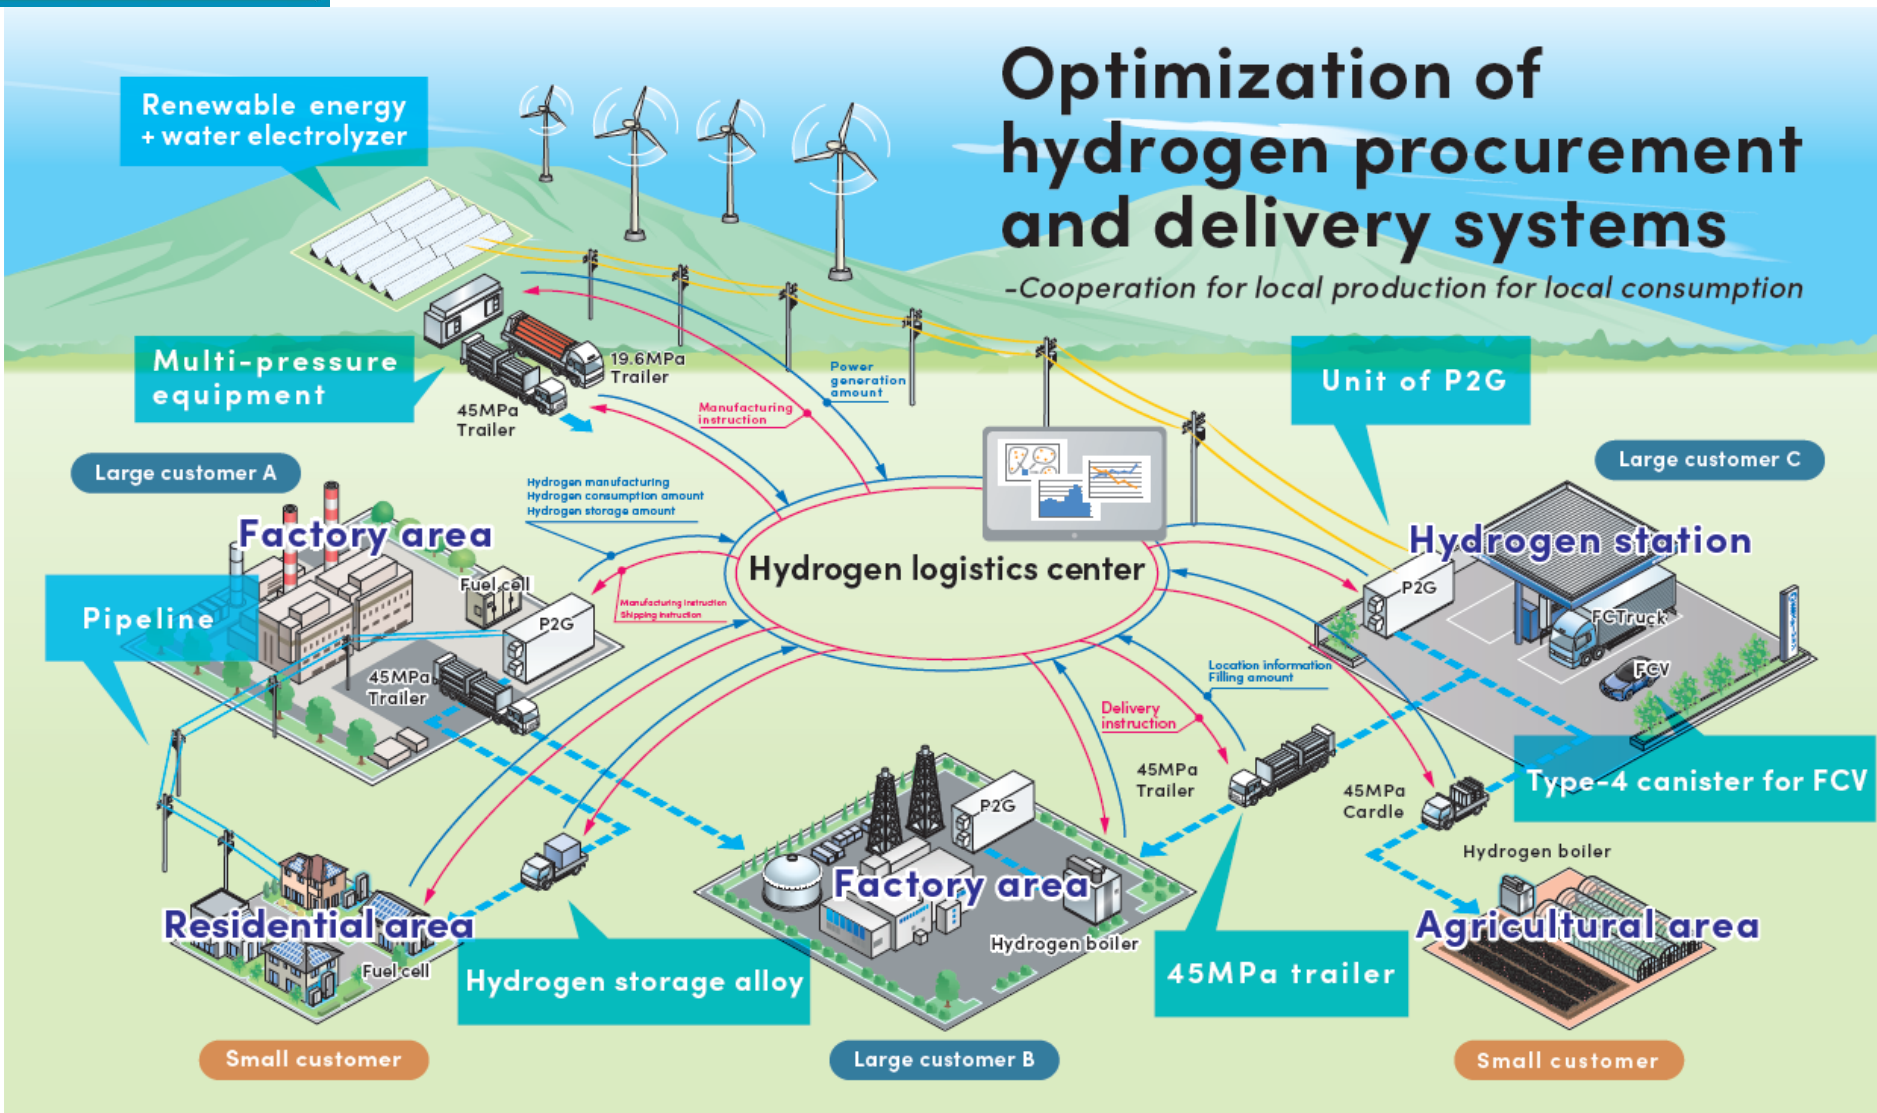 Optimization of
hydrogen procurement
and delivery systems
-Cooperation for local production for local consumption
Renewable energy
+ water electrolyzer
Multi-pressure
equipment
19.6MPa
Trailer
45MPa
Trailer
Power
generation
amount
Manufacturing
instruction
Unit of P2G
Large customer A
Large customer C
Hydrogen manufacturing
Hydrogen consumption amount
Hydrogen storage amount
Factory area
Hydrogen station
Fuel cell
P2G
Pipeline
Manufacturing instruction
Shipping instruction
Hydrogen logistics center
P2G
FCTruck
FCV
45MPa
Trailer
Location information
Filling amount
Delivery
instruction
45MPa
Trailer
45MPa
Cardle
Type-4 canister for FCV
P2G
Factory area
Hydrogen boiler
Hydrogen boiler
Residential area
Fuel cell
Agricultural area
Hydrogen storage alloy
45MPa trailer
Small customer
Large customer B
Small customer